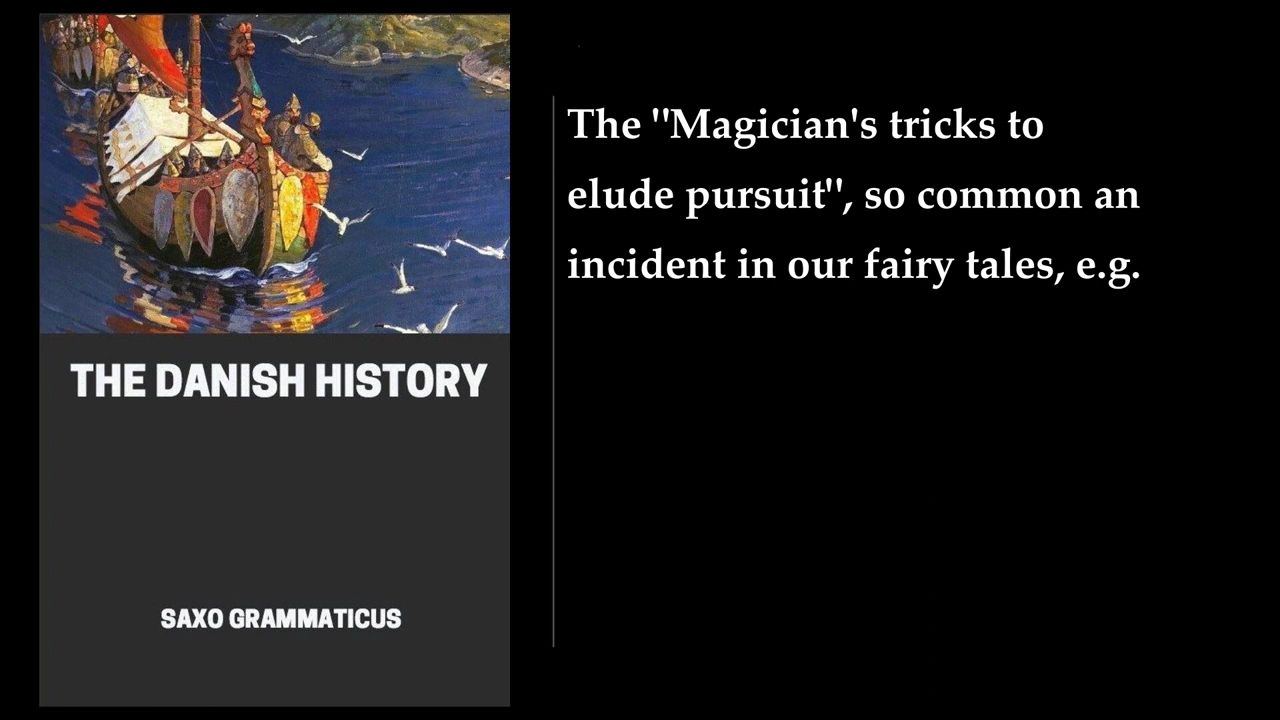 THE DANISH HISTORY
SAXO GRAMMATICUS
The "Magician's tricks to
elude pursuit", so common an
incident in our fairy tales, e.g.